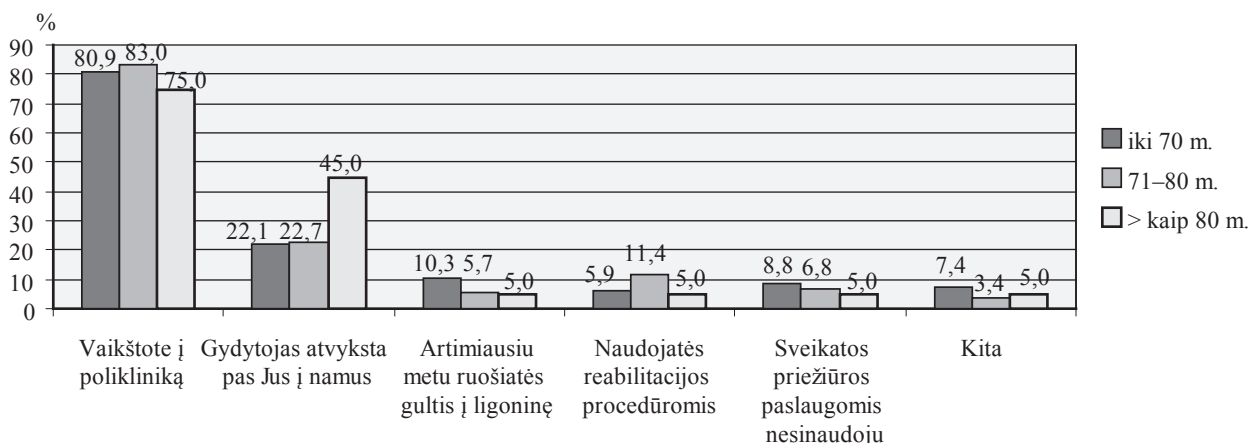 %
90
80
70
60
50
40
30
20
10
0
80,9 83,0 75,0
22,1 22,7 45,0
10,3 5,7 5,0
5,9 11,4 5,0
8,8 6,8 5,0
7,4 3,4 5,0
Vaikštote į
polikliniką
Gydytojas atvyksta
pas Jus į namus
Artimiausiu
metu ruošiatės
gultis į ligoninę
Naudojatės
reabilitacijos
procedūromis
Sveikatos
priežiūros
paslaugomis
nesinaudoju
Kita
iki 70 m.
71–80 m.
> kaip 80 m.